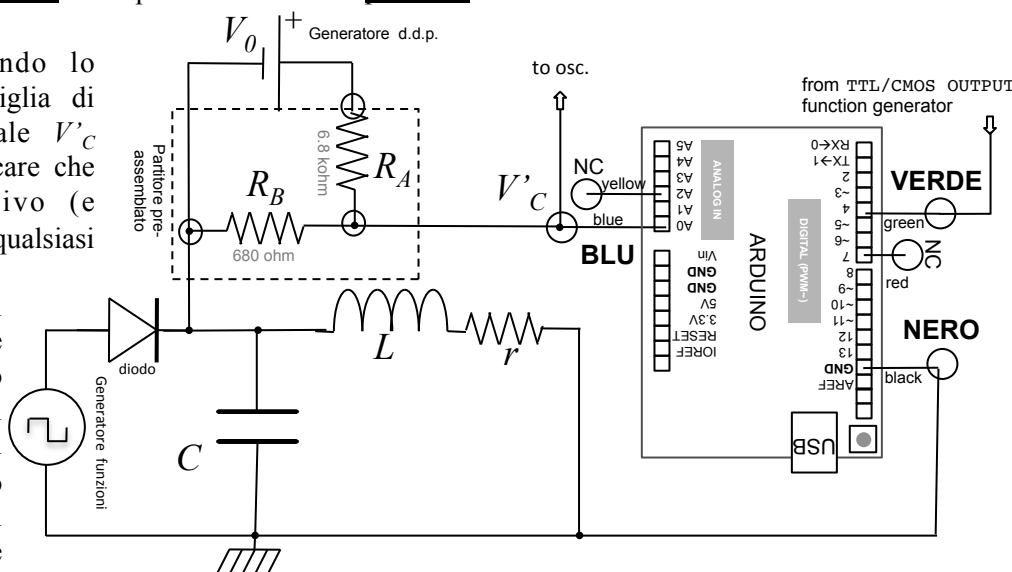 ndo lo
iglia di
ale V'C
care che
ivo (e
qualsiasi
e
V0
+
Generatore d.d.p.
Partitore pre-
assemblato
6.8 kohm
RA
RB
680 ohm
diodo
L
r
C
Generatore funzioni
to osc.
V'C
NC
yellow
blue
BLU
from TTL/CMOS OUTPUT
function generator
A5
A4
A3
A2
A1
A0
ANALOG IN
Vin
GND
GND
5V
3.3V
RESET
IOREF
ARDUINO
DIGITAL (PWM~)
RX←0
TX→1
2
~3
4
~5
~6
7
8
~9
~10
~11
12
13
GND
AREF
VERDE
green
NC
red
NERO
black
USB